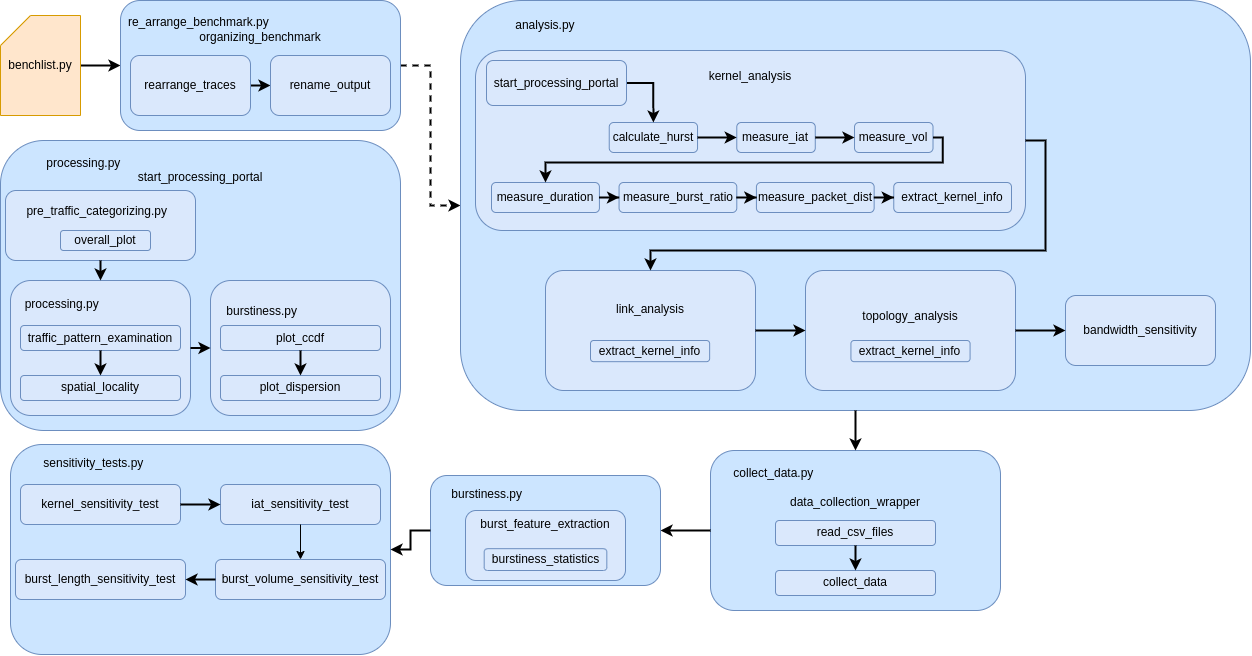 benchlist.py
re_arrange_benchmark.py
organizing_benchmark
rearrange_traces
rename_output
processing.py
start_processing_portal
pre_traffic_categorizing.py
overall_plot
processing.py
traffic_pattern_examination
spatial_locality
burstiness.py
plot_ccdf
plot_dispersion
analysis.py
start_processing_portal
kernel_analysis
calculate_hurst
measure_iat
measure_vol
measure_duration
measure_burst_ratio
measure_packet_dist
extract_kernel_info
link_analysis
extract_kernel_info
topology_analysis
extract_kernel_info
bandwidth_sensitivity
collect_data.py
data_collection_wrapper
read_csv_files
collect_data
burstiness.py
burst_feature_extraction
burstiness_statistics
sensitivity_tests.py
kernel_sensitivity_test
iat_sensitivity_test
burst_length_sensitivity_test
burst_volume_sensitivity_test